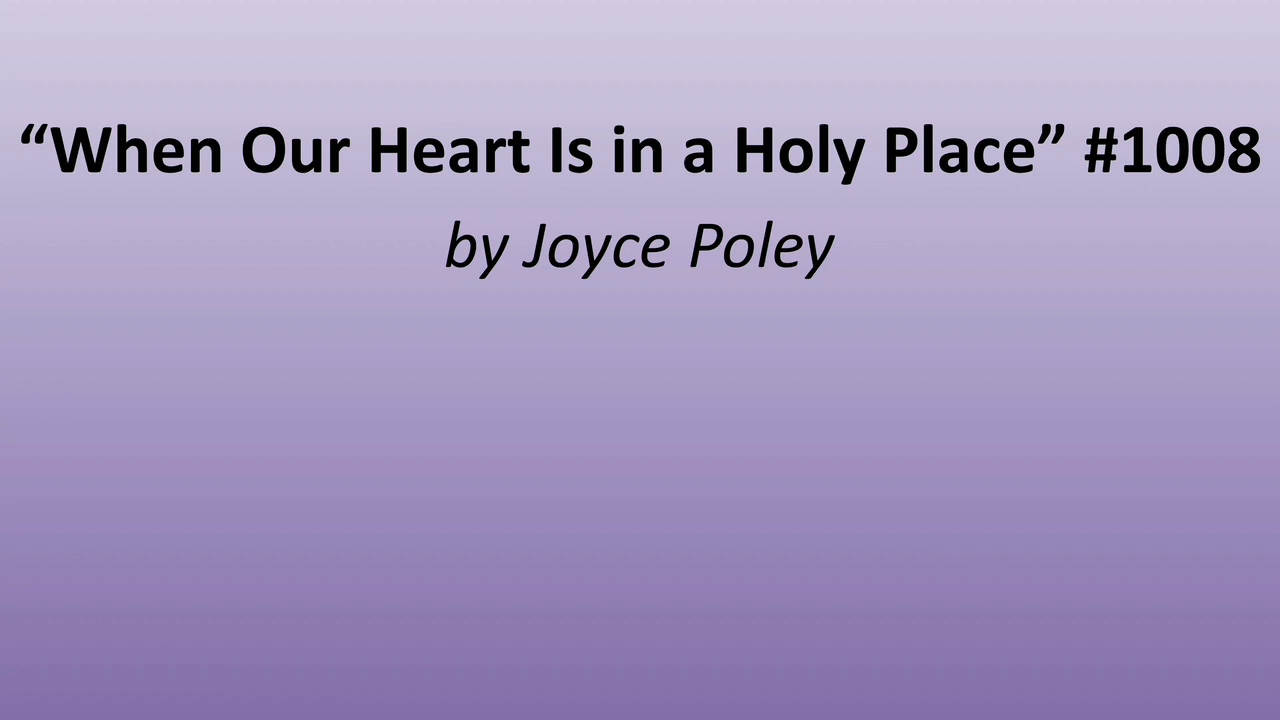 “When Our Heart Is in a Holy Place” #1008
by Joyce Poley